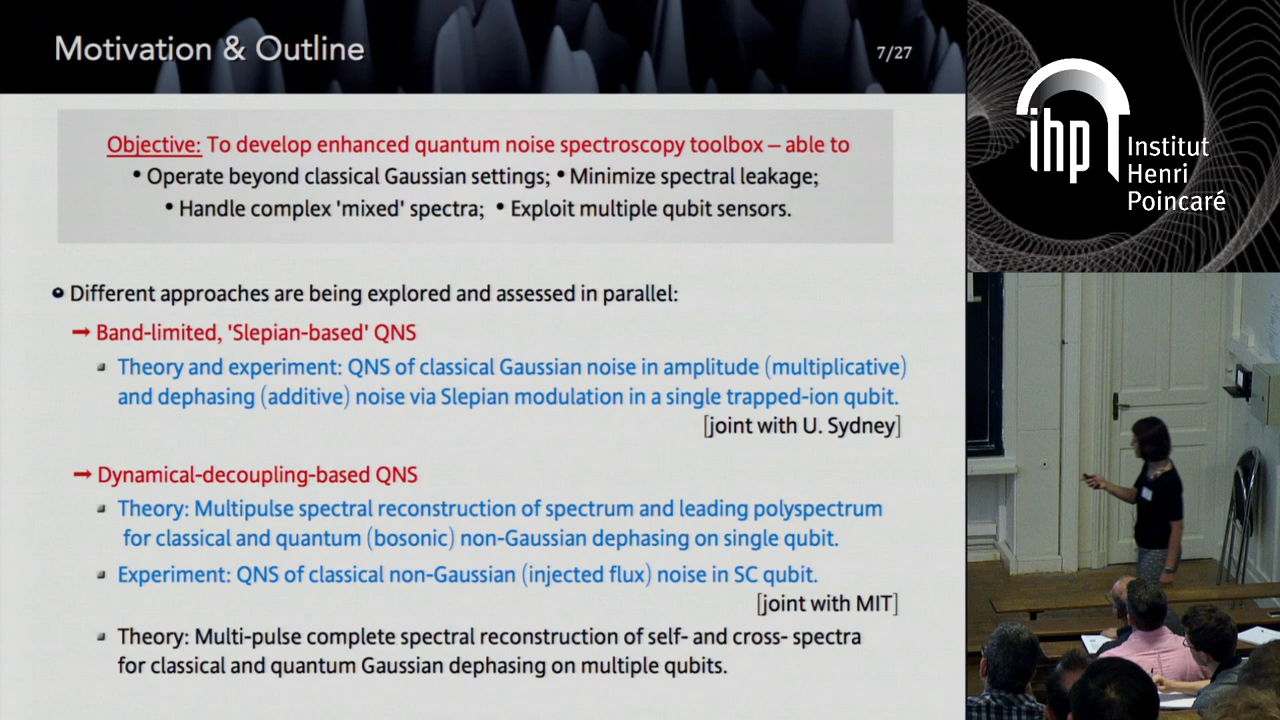 Motivation & Outline
7/27
Objective: To develop enhanced quantum noise spectroscopy toolbox – able to
• Operate beyond classical Gaussian settings; • Minimize spectral leakage;
• Handle complex 'mixed' spectra; • Exploit multiple qubit sensors.
Different approaches are being explored and assessed in parallel:
→ Band-limited, 'Slepian-based' QNS
Theory and experiment: QNS of classical Gaussian noise in amplitude (multiplicative)
and dephasing (additive) noise via Slepian modulation in a single trapped-ion qubit.
[joint with U. Sydney]
→ Dynamical-decoupling-based QNS
Theory: Multipulse spectral reconstruction of spectrum and leading polyspectrum
for classical and quantum (bosonic) non-Gaussian dephasing on single qubit.
Experiment: QNS of classical non-Gaussian (injected flux) noise in SC qubit.
[joint with MIT]
Theory: Multi-pulse complete spectral reconstruction of self- and cross- spectra
for classical and quantum Gaussian dephasing on multiple qubits.
ihp
Institut
Henri
Poincaré